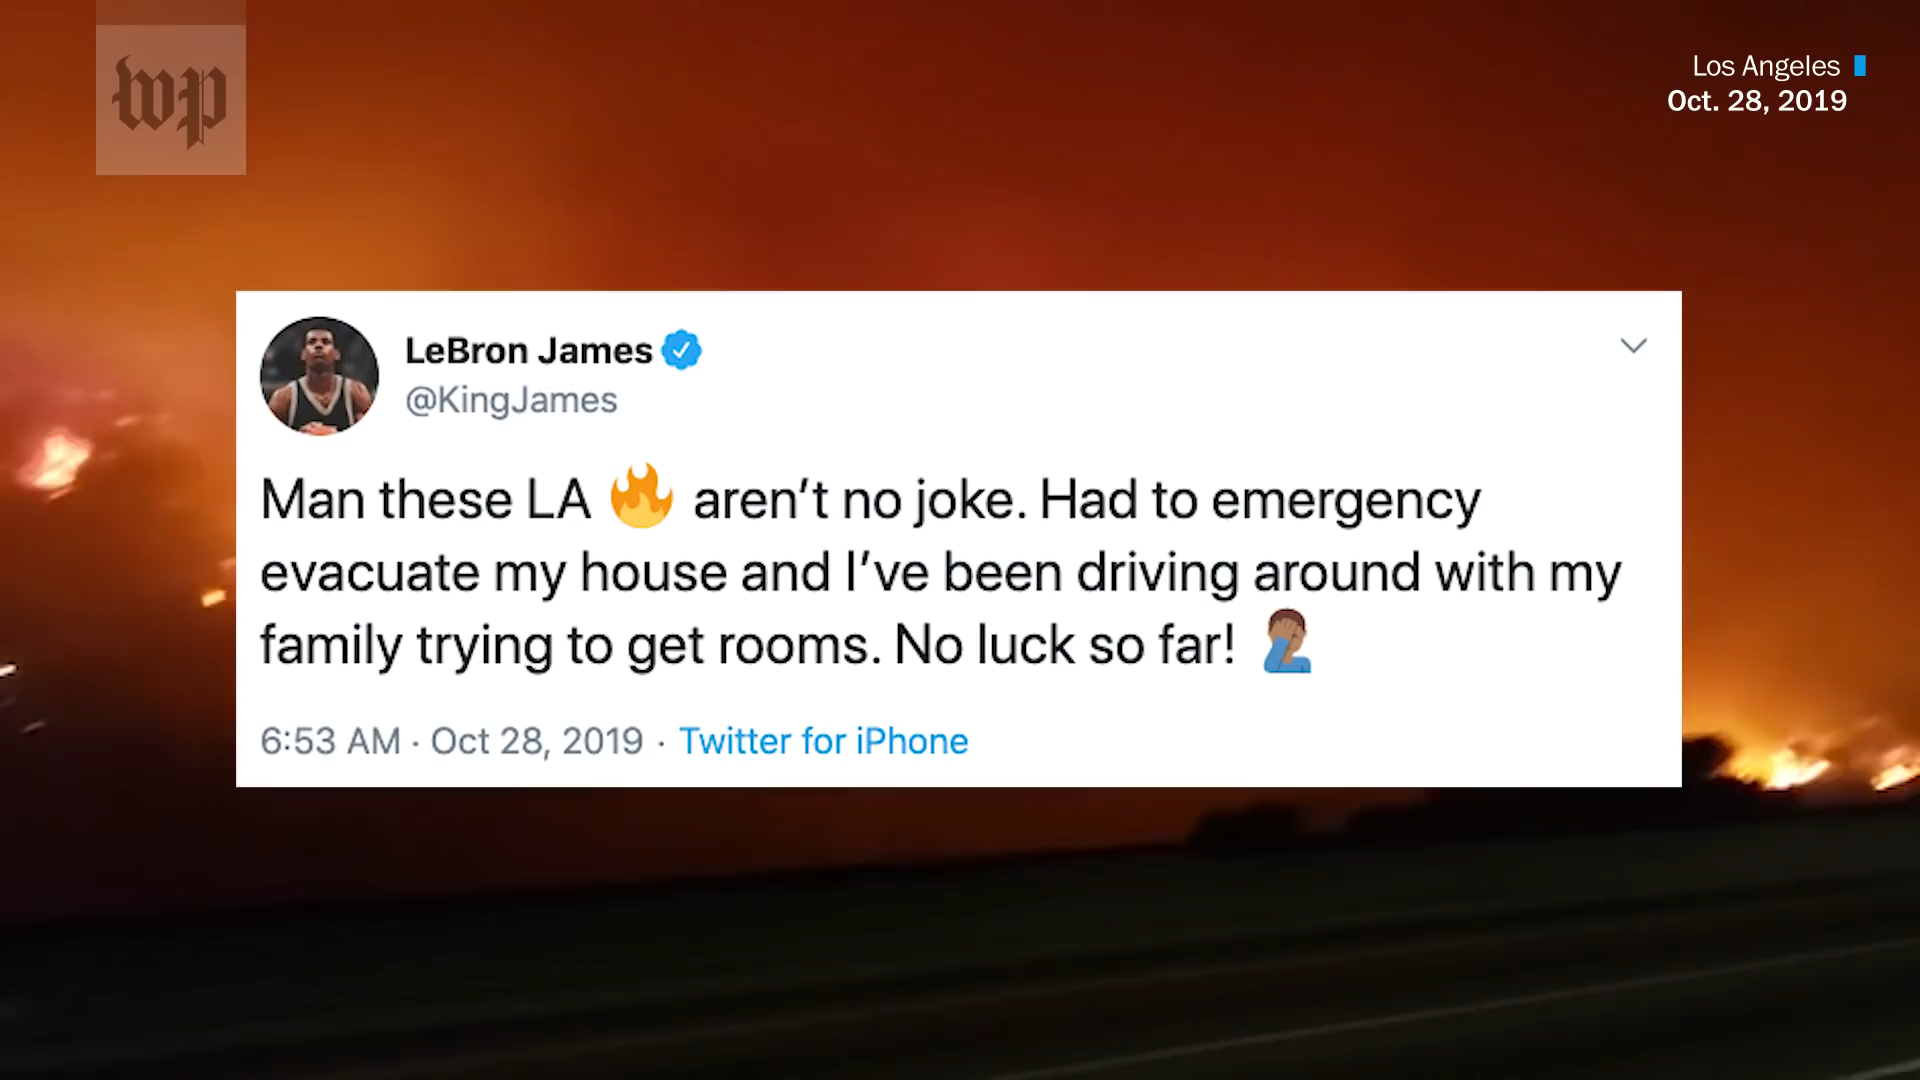 wp
Los Angeles
Oct. 28, 2019
LeBron James
@KingJames
Man these LA 🔥 aren’t no joke. Had to emergency
evacuate my house and I’ve been driving around with my
family trying to get rooms. No luck so far! 🤦🏾‍♂️
6:53 AM · Oct 28, 2019 · Twitter for iPhone